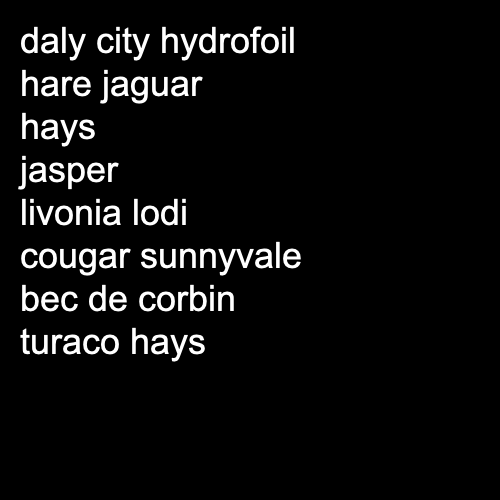 daly city hydrofoil
hare jaguar
hays
jasper
livonia lodi
cougar sunnyvale
bec de corbin
turaco hays